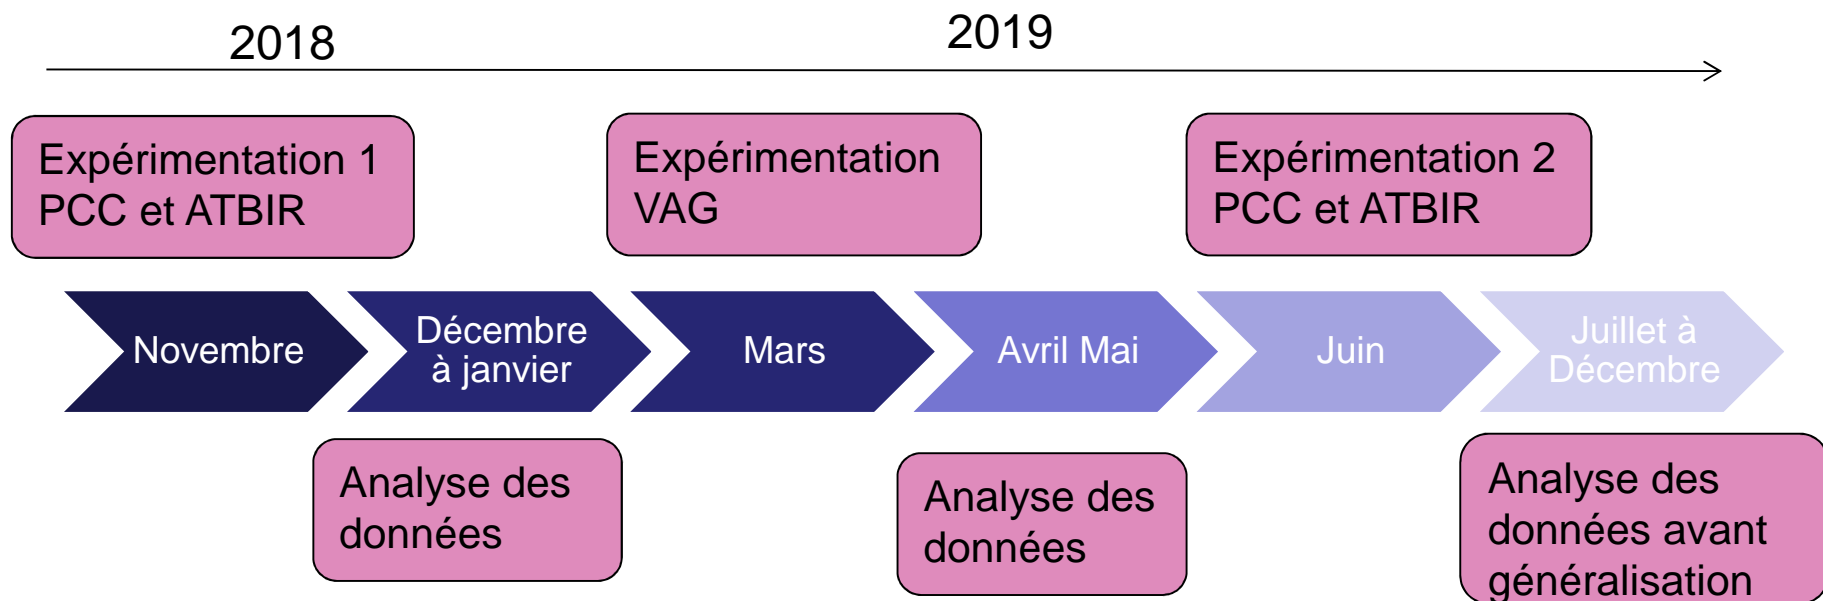 2018
2019
Expérimentation 1
PCC et ATBIR
Expérimentation
VAG
Expérimentation 2
PCC et ATBIR
Novembre
Décembre
à janvier
Mars
Avril Mai
Juin
Juillet à
Décembre
Analyse des
données
Analyse des
données
Analyse des
données avant
généralisation